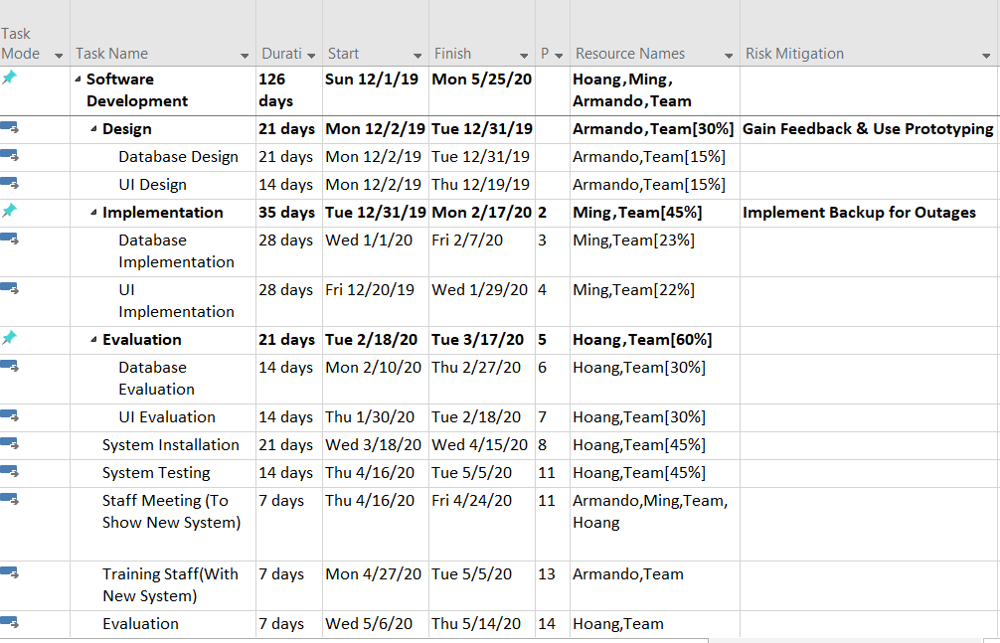 Task Mode Task Name Durati Start Finish P Resource Names Risk Mitigation
Software Development 126 days Sun 12/1/19 Mon 5/25/20 Hoang,Ming, Armando,Team
Design 21 days Mon 12/2/19 Tue 12/31/19 Armando,Team[30%] Gain Feedback & Use Prototyping
Database Design 21 days Mon 12/2/19 Tue 12/31/19 Armando,Team[15%]
UI Design 14 days Mon 12/2/19 Thu 12/19/19 Armando,Team[15%]
Implementation 35 days Tue 12/31/19 Mon 2/17/20 2 Ming,Team[45%] Implement Backup for Outages
Database Implementation 28 days Wed 1/1/20 Fri 2/7/20 3 Ming,Team[23%]
UI Implementation 28 days Fri 12/20/19 Wed 1/29/20 4 Ming,Team[22%]
Evaluation 21 days Tue 2/18/20 Tue 3/17/20 5 Hoang,Team[60%]
Database Evaluation 14 days Mon 2/10/20 Thu 2/27/20 6 Hoang,Team[30%]
UI Evaluation 14 days Thu 1/30/20 Tue 2/18/20 7 Hoang,Team[30%]
System Installation 21 days Wed 3/18/20 Wed 4/15/20 8 Hoang,Team[45%]
System Testing 14 days Thu 4/16/20 Tue 5/5/20 11 Hoang,Team[45%]
Staff Meeting (To Show New System) 7 days Thu 4/16/20 Fri 4/24/20 11 Armando,Ming,Team, Hoang
Training Staff(With New System) 7 days Mon 4/27/20 Tue 5/5/20 13 Armando,Team
Evaluation 7 days Wed 5/6/20 Thu 5/14/20 14 Hoang,Team